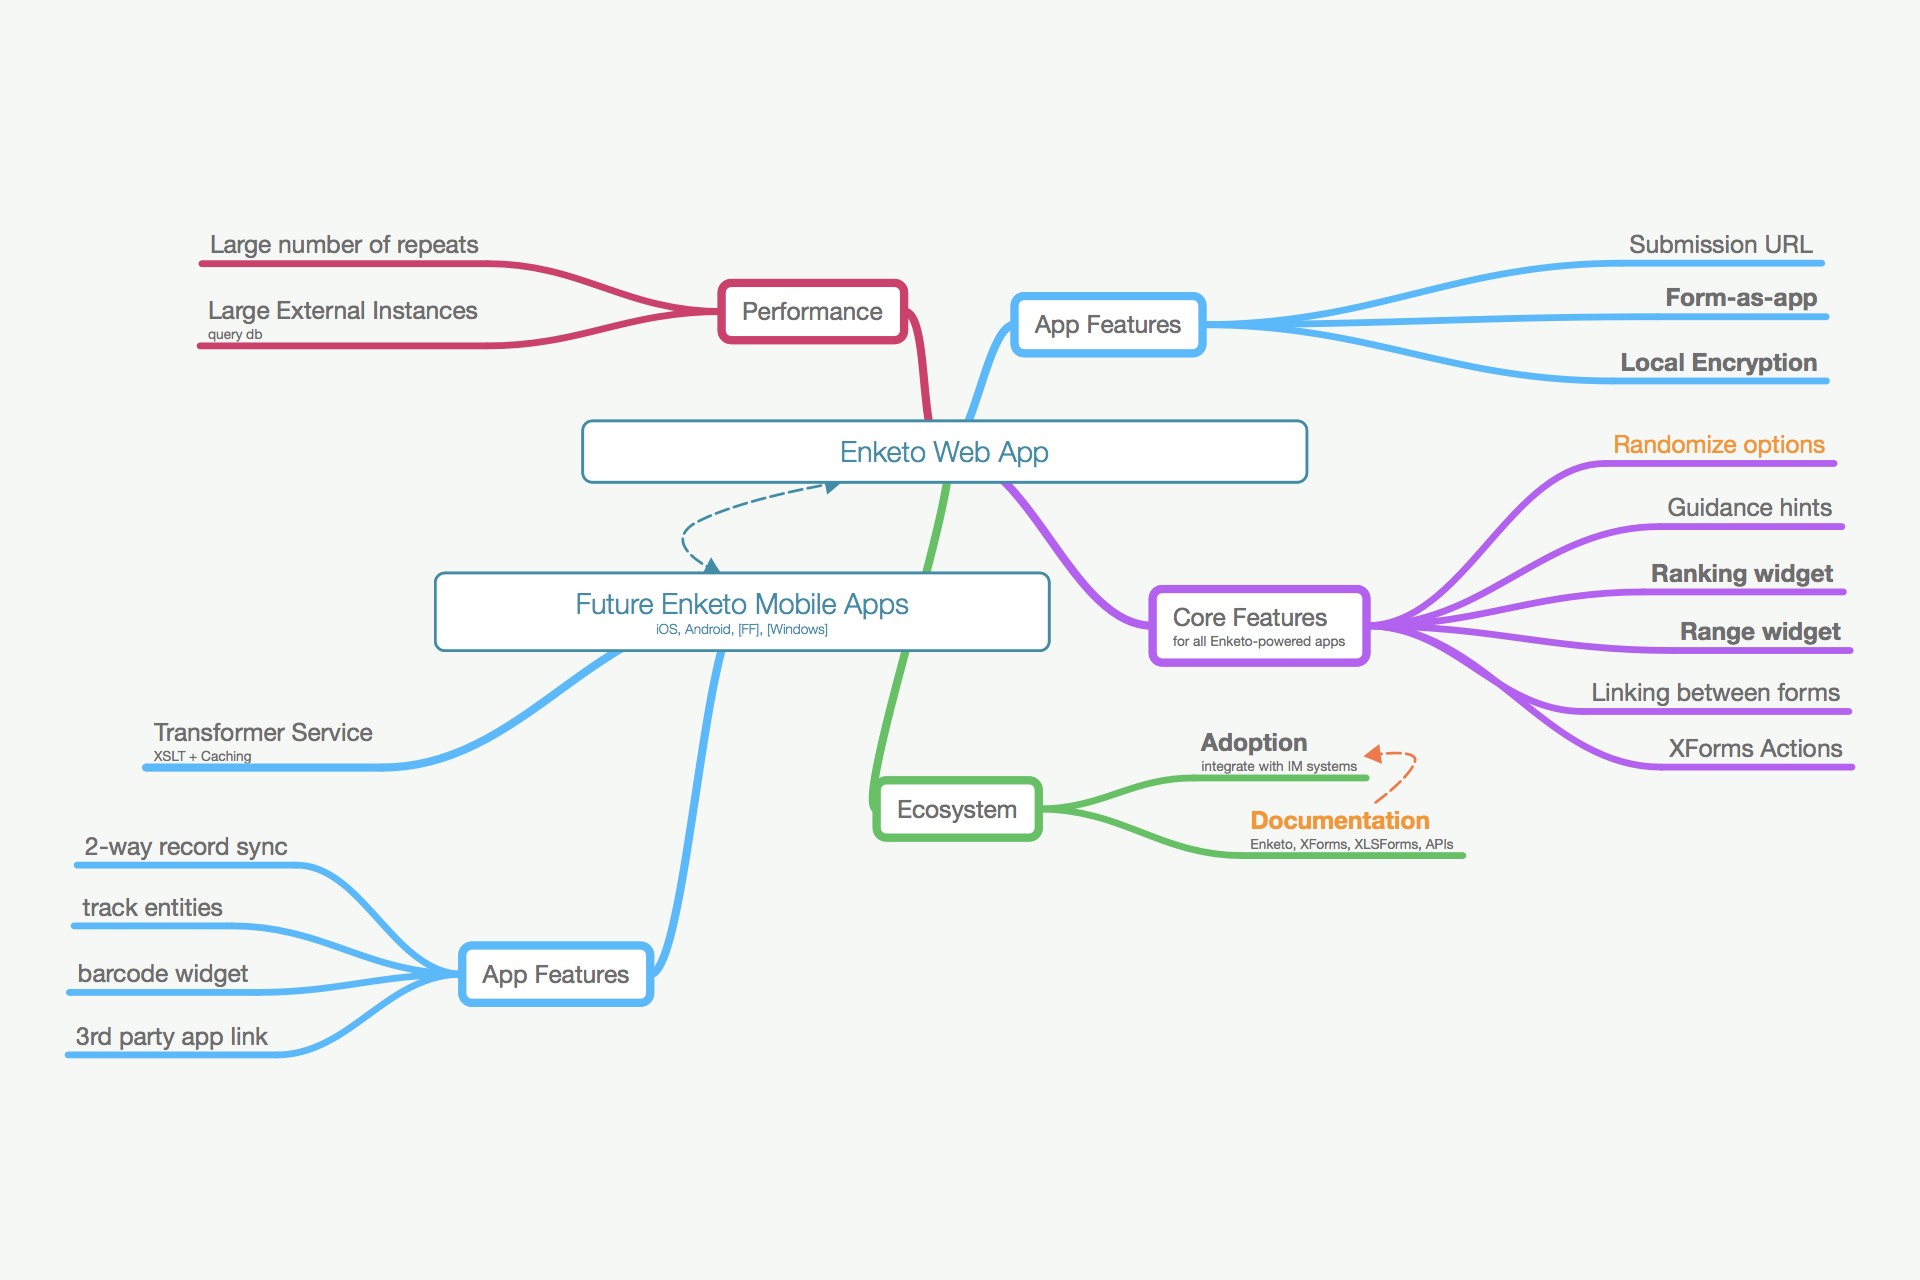 Large number of repeats
Large External Instances
query db
Performance
App Features
Submission URL
Form-as-app
Local Encryption
Enketo Web App
Randomize options
Guidance hints
Ranking widget
Range widget
Linking between forms
XForms Actions
Core Features
for all Enketo-powered apps
Future Enketo Mobile Apps
iOS, Android, [FF], [Windows]
Transformer Service
XSLT + Caching
Ecosystem
Adoption
integrate with IM systems
Documentation
Enketo, XForms, XLSForms, APIs
2-way record sync
track entities
barcode widget
3rd party app link
App Features